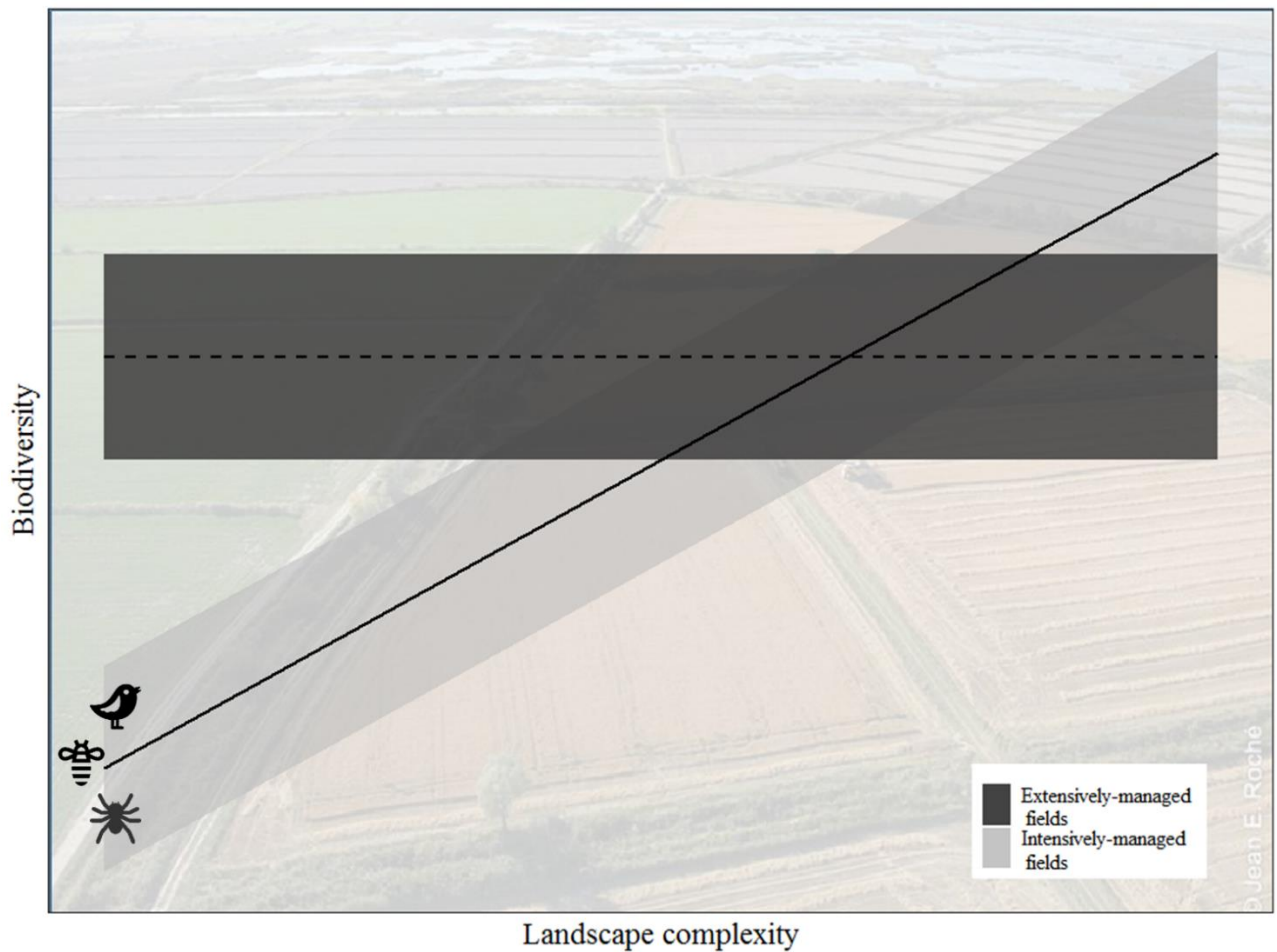 Biodiversity
Extensively-managed
fields
Intensively-managed
fields
© Jean E. Roché
Landscape complexity